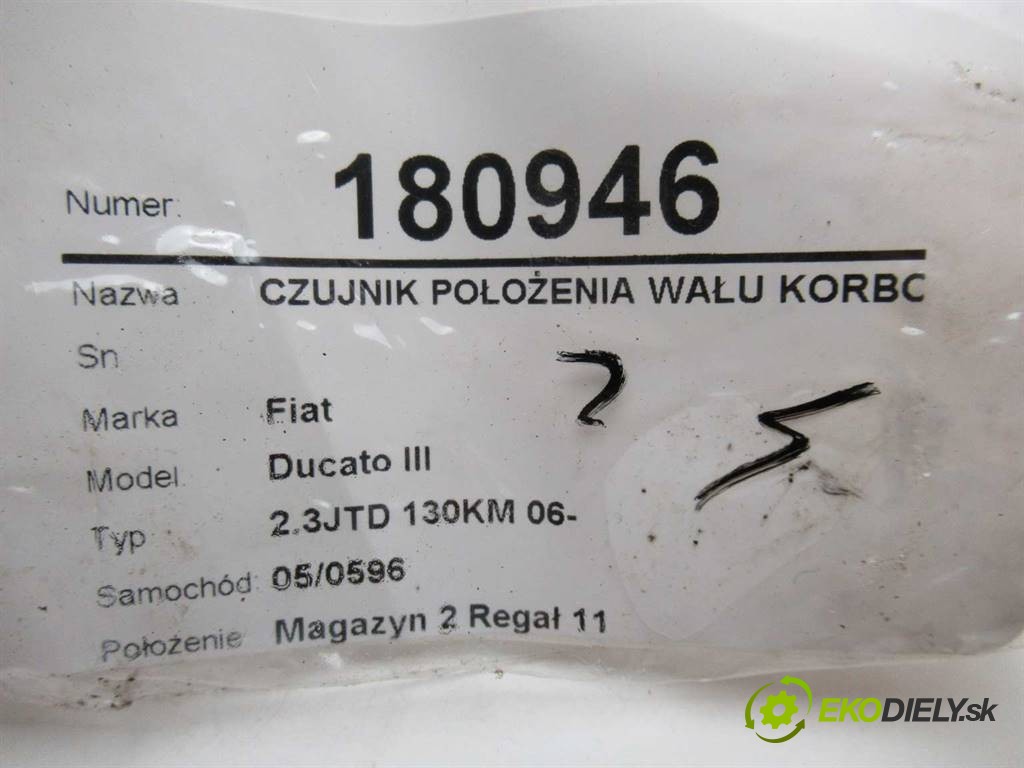 Numer: 180946
Nazwa CZUJNIK POŁOŻENIA WAŁU KORBO
Sn
Marka Fiat
Model Ducato III
Typ 2.3JTD 130KM 06-
Samochód: 05/0596
Położenie Magazyn 2 Regał 11
EKODIELY.sk